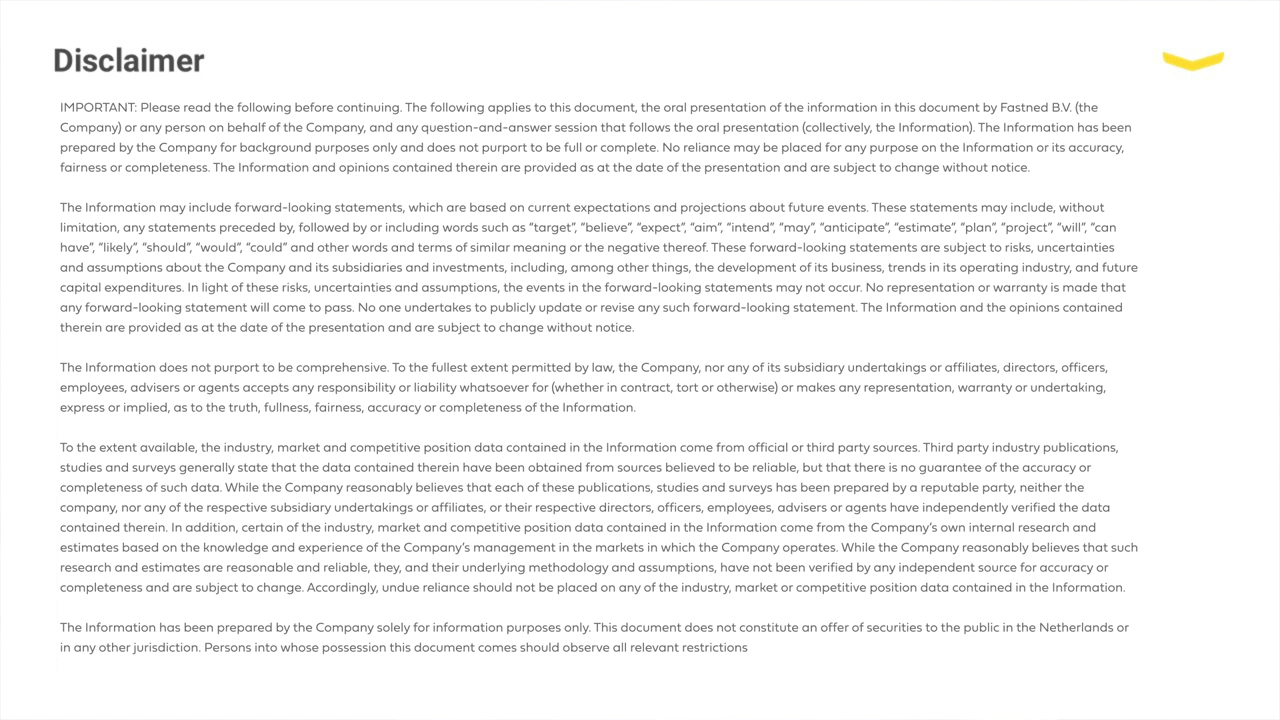 Disclaimer
IMPORTANT: Please read the following before continuing. The following applies to this document, the oral presentation of the information in this document by Fastned B.V. (the
Company) or any person on behalf of the Company, and any question-and-answer session that follows the oral presentation (collectively, the Information). The Information has been
prepared by the Company for background purposes only and does not purport to be full or complete. No reliance may be placed for any purpose on the Information or its accuracy,
fairness or completeness. The Information and opinions contained therein are provided as at the date of the presentation and are subject to change without notice.
The Information may include forward-looking statements, which are based on current expectations and projections about future events. These statements may include, without
limitation, any statements preceded by, followed by or including words such as “target”, “believe”, “expect”, “aim”, “intend”, “may”, “anticipate”, “estimate”, “plan”, “project”, “will”, “can
have”, “likely”, “should”, “would”, “could” and other words and terms of similar meaning or the negative thereof. These forward-looking statements are subject to risks, uncertainties
and assumptions about the Company and its subsidiaries and investments, including, among other things, the development of its business, trends in its operating industry, and future
capital expenditures. In light of these risks, uncertainties and assumptions, the events in the forward-looking statements may not occur. No representation or warranty is made that
any forward-looking statement will come to pass. No one undertakes to publicly update or revise any such forward-looking statement. The Information and the opinions contained
therein are provided as at the date of the presentation and are subject to change without notice.
The Information does not purport to be comprehensive. To the fullest extent permitted by law, the Company, nor any of its subsidiary undertakings or affiliates, directors, officers,
employees, advisers or agents accepts any responsibility or liability whatsoever for (whether in contract, tort or otherwise) or makes any representation, warranty or undertaking,
express or implied, as to the truth, fullness, fairness, accuracy or completeness of the Information.
To the extent available, the industry, market and competitive position data contained in the Information come from official or third party sources. Third party industry publications,
studies and surveys generally state that the data contained therein have been obtained from sources believed to be reliable, but that there is no guarantee of the accuracy or
completeness of such data. While the Company reasonably believes that each of these publications, studies and surveys has been prepared by a reputable party, neither the
company, nor any of the respective subsidiary undertakings or affiliates, or their respective directors, officers, employees, advisers or agents have independently verified the data
contained therein. In addition, certain of the industry, market and competitive position data contained in the Information come from the Company’s own internal research and
estimates based on the knowledge and experience of the Company’s management in the markets in which the Company operates. While the Company reasonably believes that such
research and estimates are reasonable and reliable, they, and their underlying methodology and assumptions, have not been verified by any independent source for accuracy or
completeness and are subject to change. Accordingly, undue reliance should not be placed on any of the industry, market or competitive position data contained in the Information.
The Information has been prepared by the Company solely for information purposes only. This document does not constitute an offer of securities to the public in the Netherlands or
in any other jurisdiction. Persons into whose possession this document comes should observe all relevant restrictions